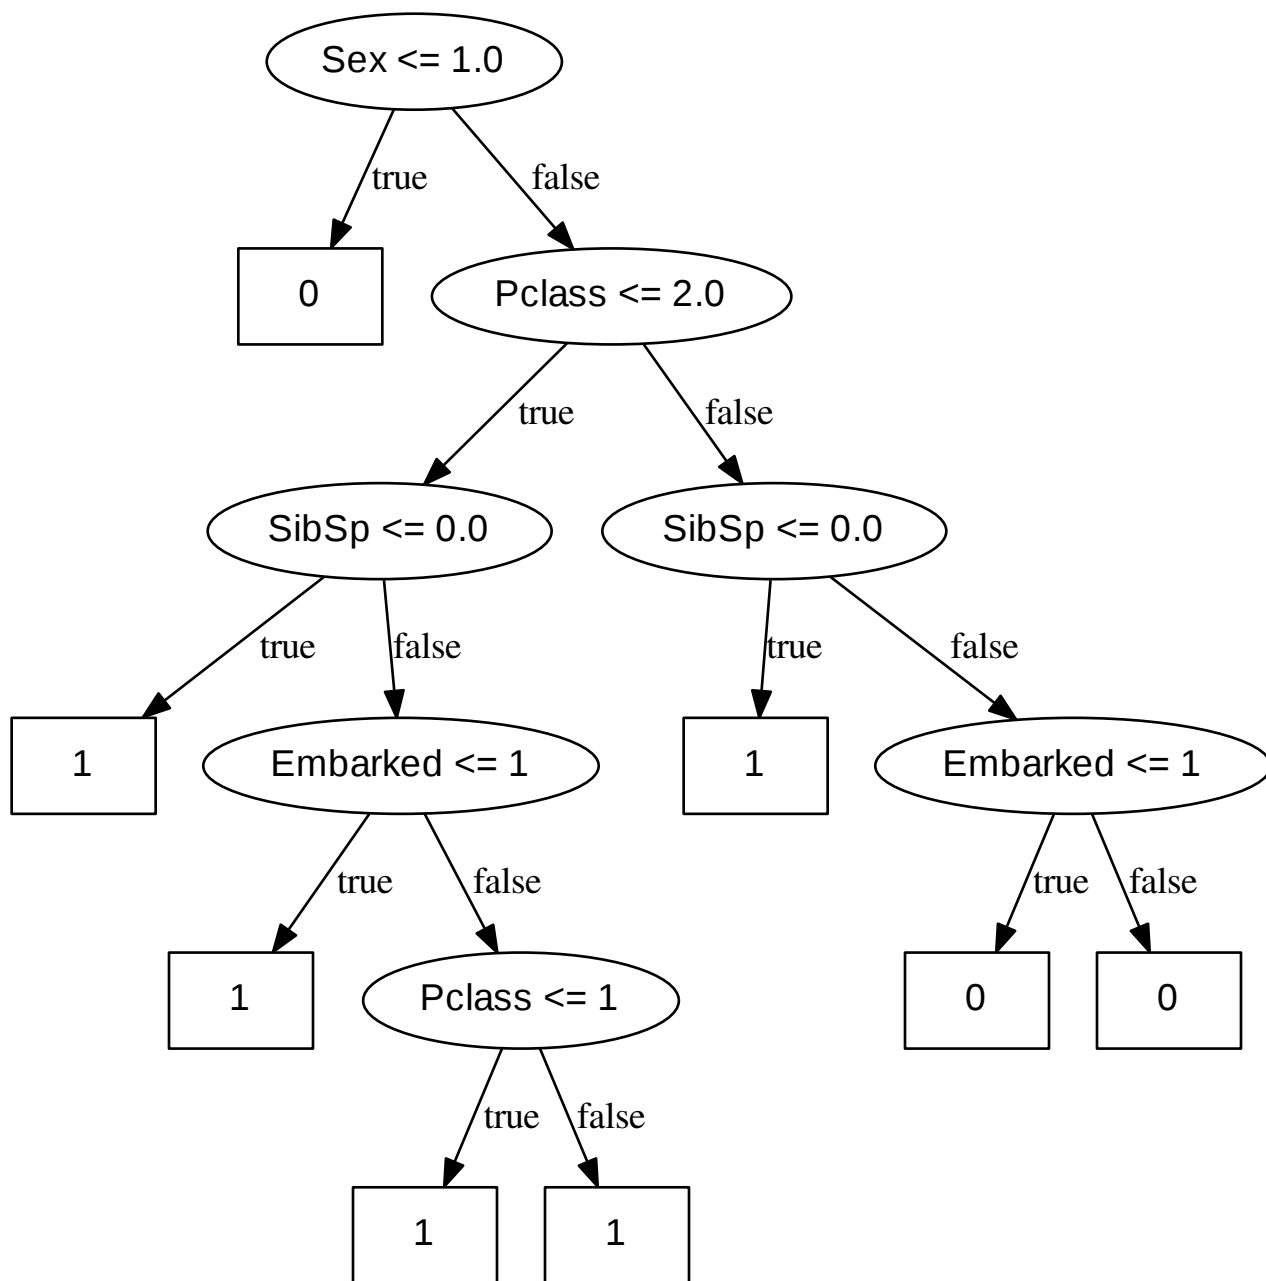 Sex <= 1.0
true
false
0
Pclass <= 2.0
true
false
SibSp <= 0.0
SibSp <= 0.0
true
false
true
false
1
Embarked <= 1
1
Embarked <= 1
true
false
true
false
1
Pclass <= 1
0
0
true
false
1
1